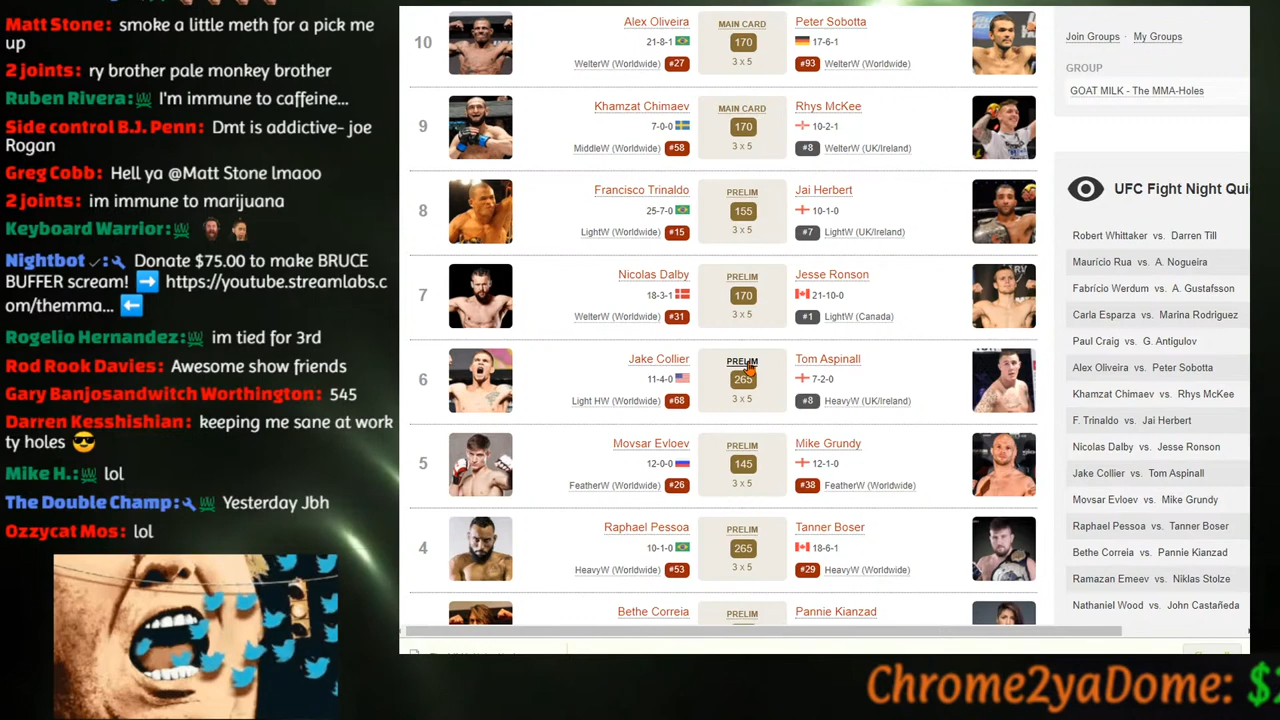 Matt Stone: smoke a little meth for a pick me
up
2 joints: ry brother pale monkey brother
Ruben Rivera: I'm immune to caffeine...
Side control B.J. Penn: Dmt is addictive- joe
Rogan
Greg Cobb: Hell ya @Matt Stone lmaoo
2 joints: im immune to marijuana
Keyboard Warrior:
Nightbot ✓: Donate $75.00 to make BRUCE
BUFFER scream! ➡ https://youtube.streamlabs.c
om/themma... ⬅
Rogelio Hernandez: im tied for 3rd
Rod Rook Davies: Awesome show friends
Gary Banjosandwitch Worthington: 545
Darren Kesshishian: keeping me sane at work
ty holes 😎
Mike H.: lol
The Double Champ: Yesterday Jbh
Ozzycat Mos: lol
10
Alex Oliveira MAIN CARD Peter Sobotta
21-8-1 170 17-6-1
WelterW (Worldwide) #27 3 x 5 #93 WelterW (Worldwide)
9
Khamzat Chimaev MAIN CARD Rhys McKee
7-0-0 170 10-2-1
MiddleW (Worldwide) #58 3 x 5 #8 WelterW (UK/Ireland)
8
Francisco Trinaldo PRELIM Jai Herbert
25-7-0 155 10-1-0
LightW (Worldwide) #15 3 x 5 #7 LightW (UK/Ireland)
7
Nicolas Dalby PRELIM Jesse Ronson
18-3-1 170 21-10-0
WelterW (Worldwide) #31 3 x 5 #1 LightW (Canada)
6
Jake Collier PRELIM Tom Aspinall
11-4-0 265 7-2-0
Light HW (Worldwide) #68 3 x 5 #8 HeavyW (UK/Ireland)
5
Movsar Evloev PRELIM Mike Grundy
12-0-0 145 12-1-0
FeatherW (Worldwide) #26 3 x 5 #38 FeatherW (Worldwide)
4
Raphael Pessoa PRELIM Tanner Boser
10-1-0 265 18-6-1
HeavyW (Worldwide) #53 3 x 5 #29 HeavyW (Worldwide)
Bethe Correia PRELIM Pannie Kianzad
Join Groups · My Groups
GROUP
GOAT MILK - The MMA-Holes
UFC Fight Night Qui
Robert Whittaker vs. Darren Till
Maurício Rua vs. A. Nogueira
Fabrício Werdum vs. A. Gustafsson
Carla Esparza vs. Marina Rodriguez
Paul Craig vs. G. Antigulov
Alex Oliveira vs. Peter Sobotta
Khamzat Chimaev vs. Rhys McKee
F. Trinaldo vs. Jai Herbert
Nicolas Dalby vs. Jesse Ronson
Jake Collier vs. Tom Aspinall
Movsar Evloev vs. Mike Grundy
Raphael Pessoa vs. Tanner Boser
Bethe Correia vs. Pannie Kianzad
Ramazan Emeev vs. Niklas Stolze
Nathaniel Wood vs. John Castañeda
Chrome2yaDome: